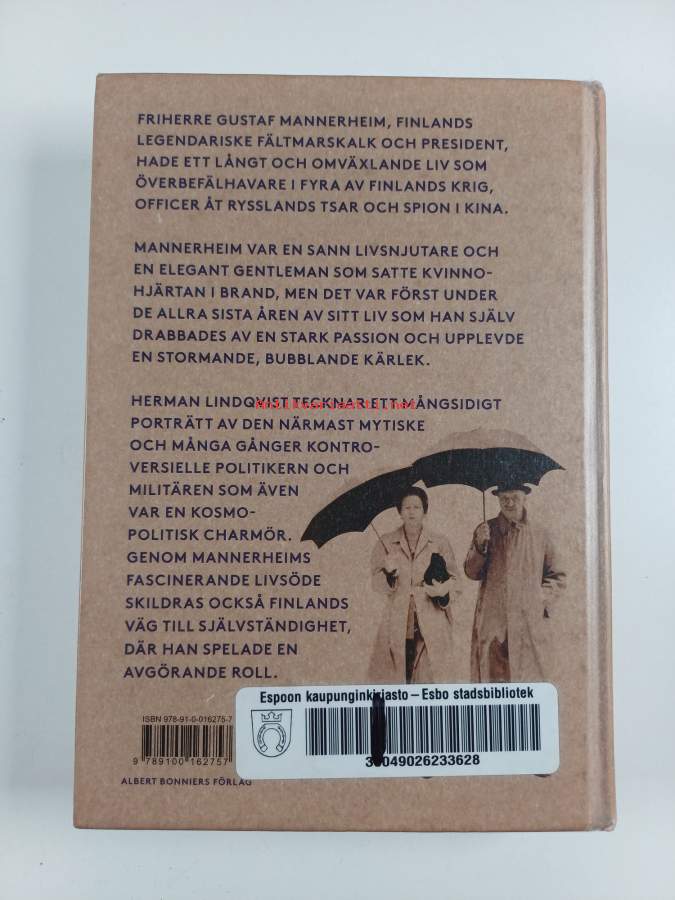 FRIHERRE GUSTAF MANNERHEIM, FINLANDS
LEGENDARISKE FÄLTMARSKALK OCH PRESIDENT,
HADE ETT LÅNGT OCH OMVÄXLANDE LIV SOM
ÖVERBEFÄLHAVARE I FYRA AV FINLANDS KRIG,
OFFICER ÅT RYSSLANDS TSAR OCH SPION I KINA.
MANNERHEIM VAR EN SANN LIVSNJUTARE OCH
EN ELEGANT GENTLEMAN SOM SATTE KVINNO-
HJÄRTAN I BRAND, MEN DET VAR FÖRST UNDER
DE ALLRA SISTA ÅREN AV SITT LIV SOM HAN SJÄLV
DRABBADES AV EN STARK PASSION OCH UPPLEVDE
EN STORMANDE, BUBBLANDE KÄRLEK.
HERMAN LINDQVIST TECKNAR ETT MÅNGSIDIGT
antikvariaatti.net
PORTRÄTT AV DEN NÄRMAST MYTISKE
OCH MÅNGA GÅNGER KONTRO-
VERSIELLE POLITIKERN OCH
MILITÄREN SOM ÄVEN
VAR EN KOSMO-
POLITISK CHARMÖR.
GENOM MANNERHEIMS
FASCINERANDE LIVSÖDE
SKILDRAS OCKSÅ FINLANDS
VÄG TILL SJÄLVSTÄNDIGHET,
DÄR HAN SPELADE EN
AVGÖRANDE ROLL.
Espoon kaupunginkirjasto – Esbo stadsbibliotek
ISBN 978-91-0-016275-7
9 789100 162757
049026233628
ALBERT BONNIERS FÖRLAG